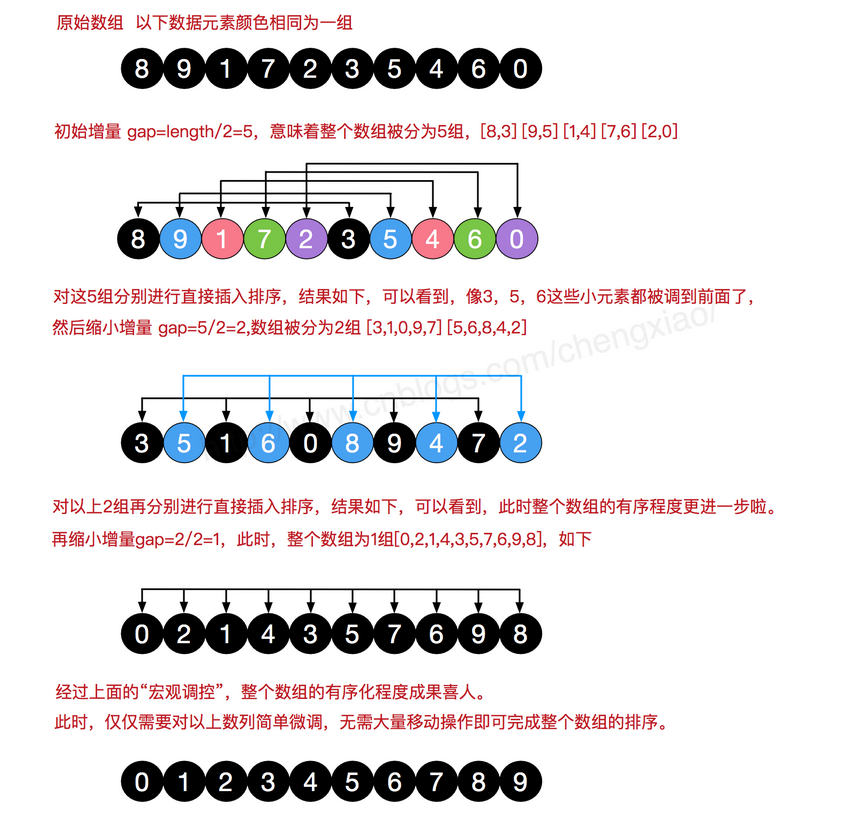 原始数组 以下数据元素颜色相同为一组
8 9 1 7 2 3 5 4 6 0
初始增量 gap=length/2=5，意味着整个数组被分为5组，[8,3][9,5][1,4][7,6][2,0]
8 9 1 7 2 3 5 4 6 0
对这5组分别进行直接插入排序，结果如下，可以看到，像3，5，6这些小元素都被调到前面了，
然后缩小增量 gap=5/2=2,数组被分为2组 [3,1,0,9,7][5,6,8,4,2]
www.cnblogs.com/chengxiao/
3 5 1 6 0 8 9 4 7 2
对以上2组再分别进行直接插入排序，结果如下，可以看到，此时整个数组的有序程度更进一步啦。
再缩小增量gap=2/2=1，此时，整个数组为1组[0,2,1,4,3,5,7,6,9,8]，如下
0 2 1 4 3 5 7 6 9 8
经过上面的“宏观调控”，整个数组的有序化程度成果喜人。
此时，仅仅需要对以上数列简单微调，无需大量移动操作即可完成整个数组的排序。
0 1 2 3 4 5 6 7 8 9